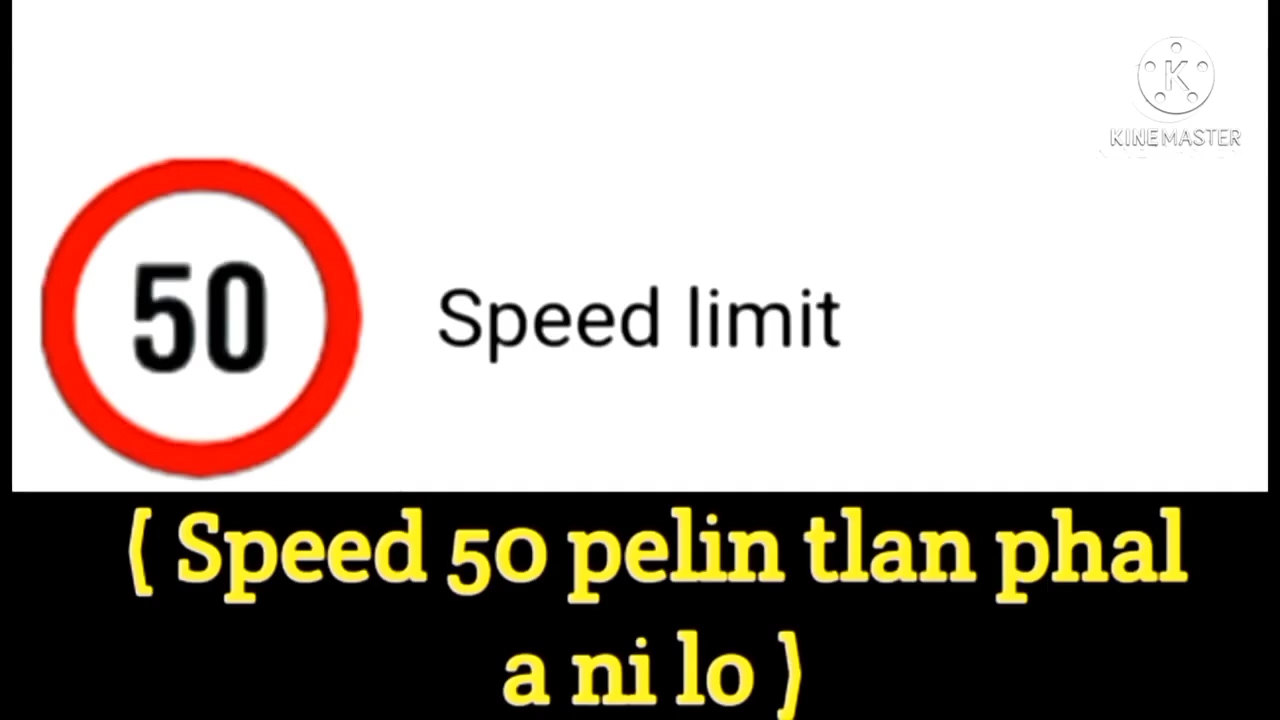 KINEMASTER
50
Speed limit
( Speed 50 pelin tlan phal
a ni lo )